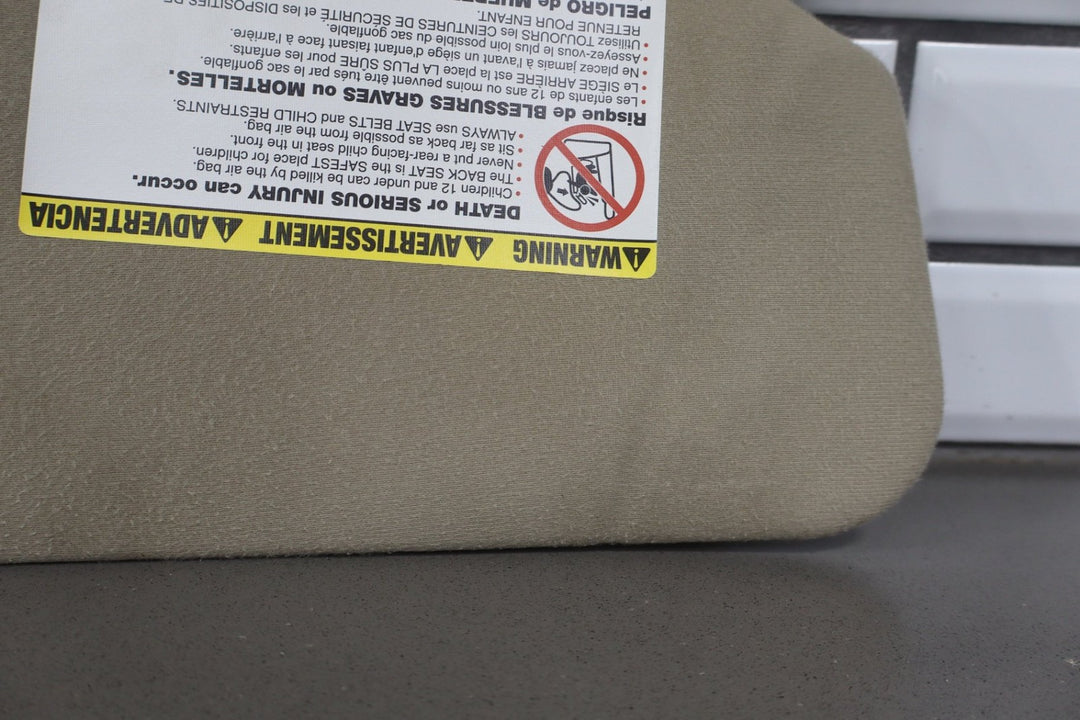 WARNING AVERTISSEMENT ADVERTENCIA
DEATH or SERIOUS INJURY can occur.
• Children 12 and under can be killed by the air bag.
• The BACK SEAT is the SAFEST place for children.
• Never put a rear-facing child seat in the front.
• Sit as far back as possible from the air bag.
• ALWAYS use SEAT BELTS and CHILD RESTRAINTS.
Risque de BLESSURES GRAVES ou MORTELLES.
• Les enfants de 12 ans ou moins peuvent être tués par le sac gonflable.
• Le SIÈGE ARRIÈRE est la place LA PLUS SÛRE pour les enfants.
• Ne placez jamais à l'avant un siège d'enfant faisant face à l'arrière.
• Asseyez-vous le plus loin possible du sac gonflable.
• Utilisez TOUJOURS les CEINTURES DE SÉCURITÉ et les DISPOSITIFS DE
RETENUE POUR ENFANT.
PELIGRO de